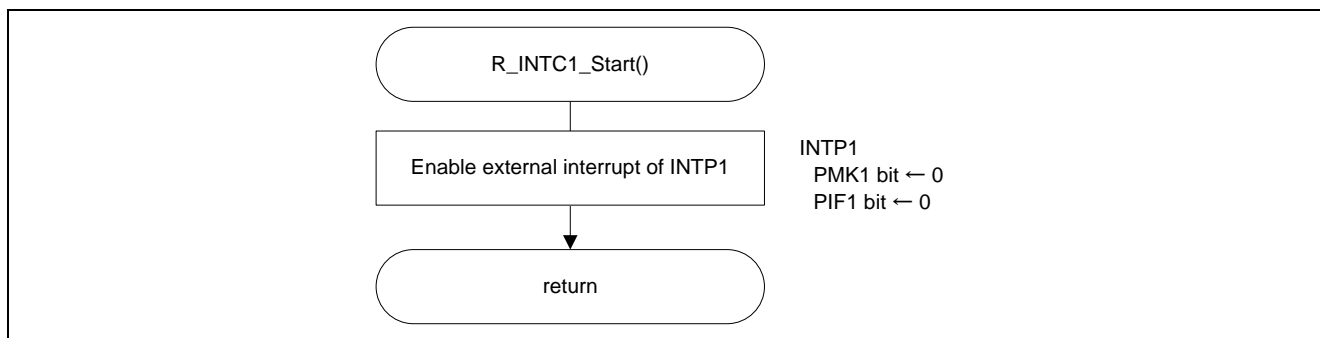 R_INTC1_Start()
Enable external interrupt of INTP1
INTP1
PMK1 bit ← 0
PIF1 bit ← 0
return